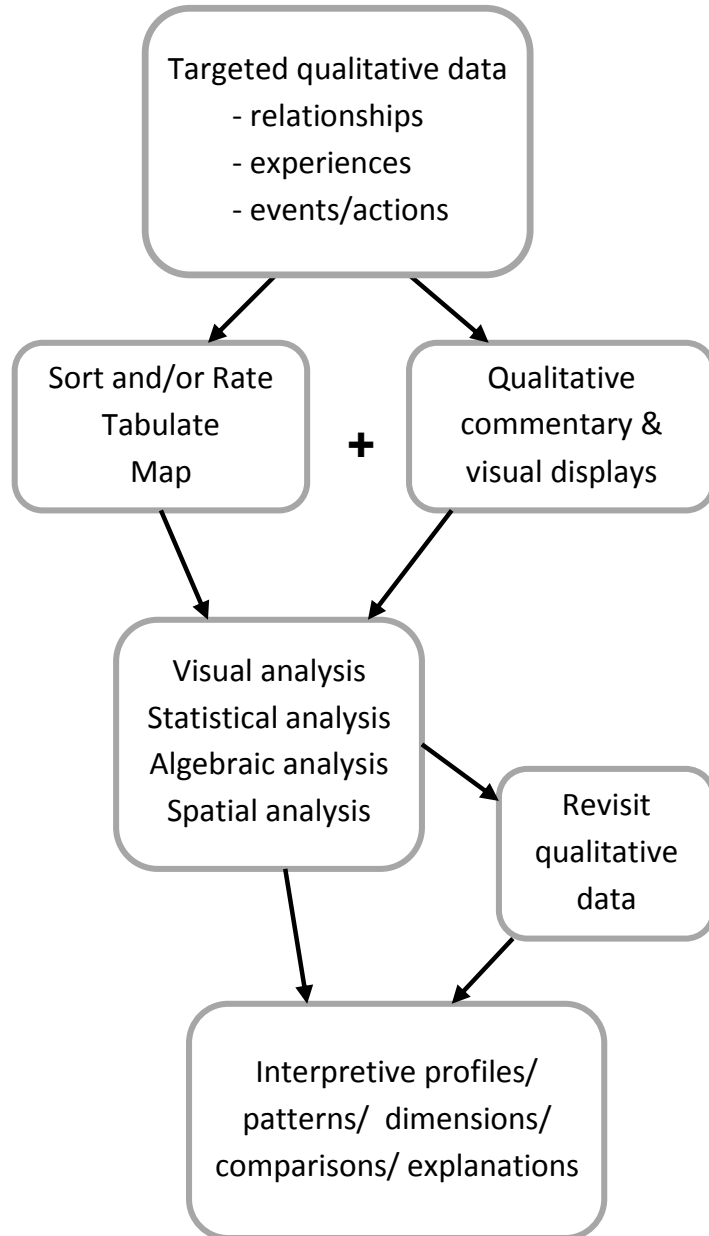 Targeted qualitative data
- relationships
- experiences
- events/actions
Sort and/or Rate
Tabulate
Map
+
Qualitative
commentary &
visual displays
Visual analysis
Statistical analysis
Algebraic analysis
Spatial analysis
Revisit
qualitative
data
Interpretive profiles/
patterns/ dimensions/
comparisons/ explanations